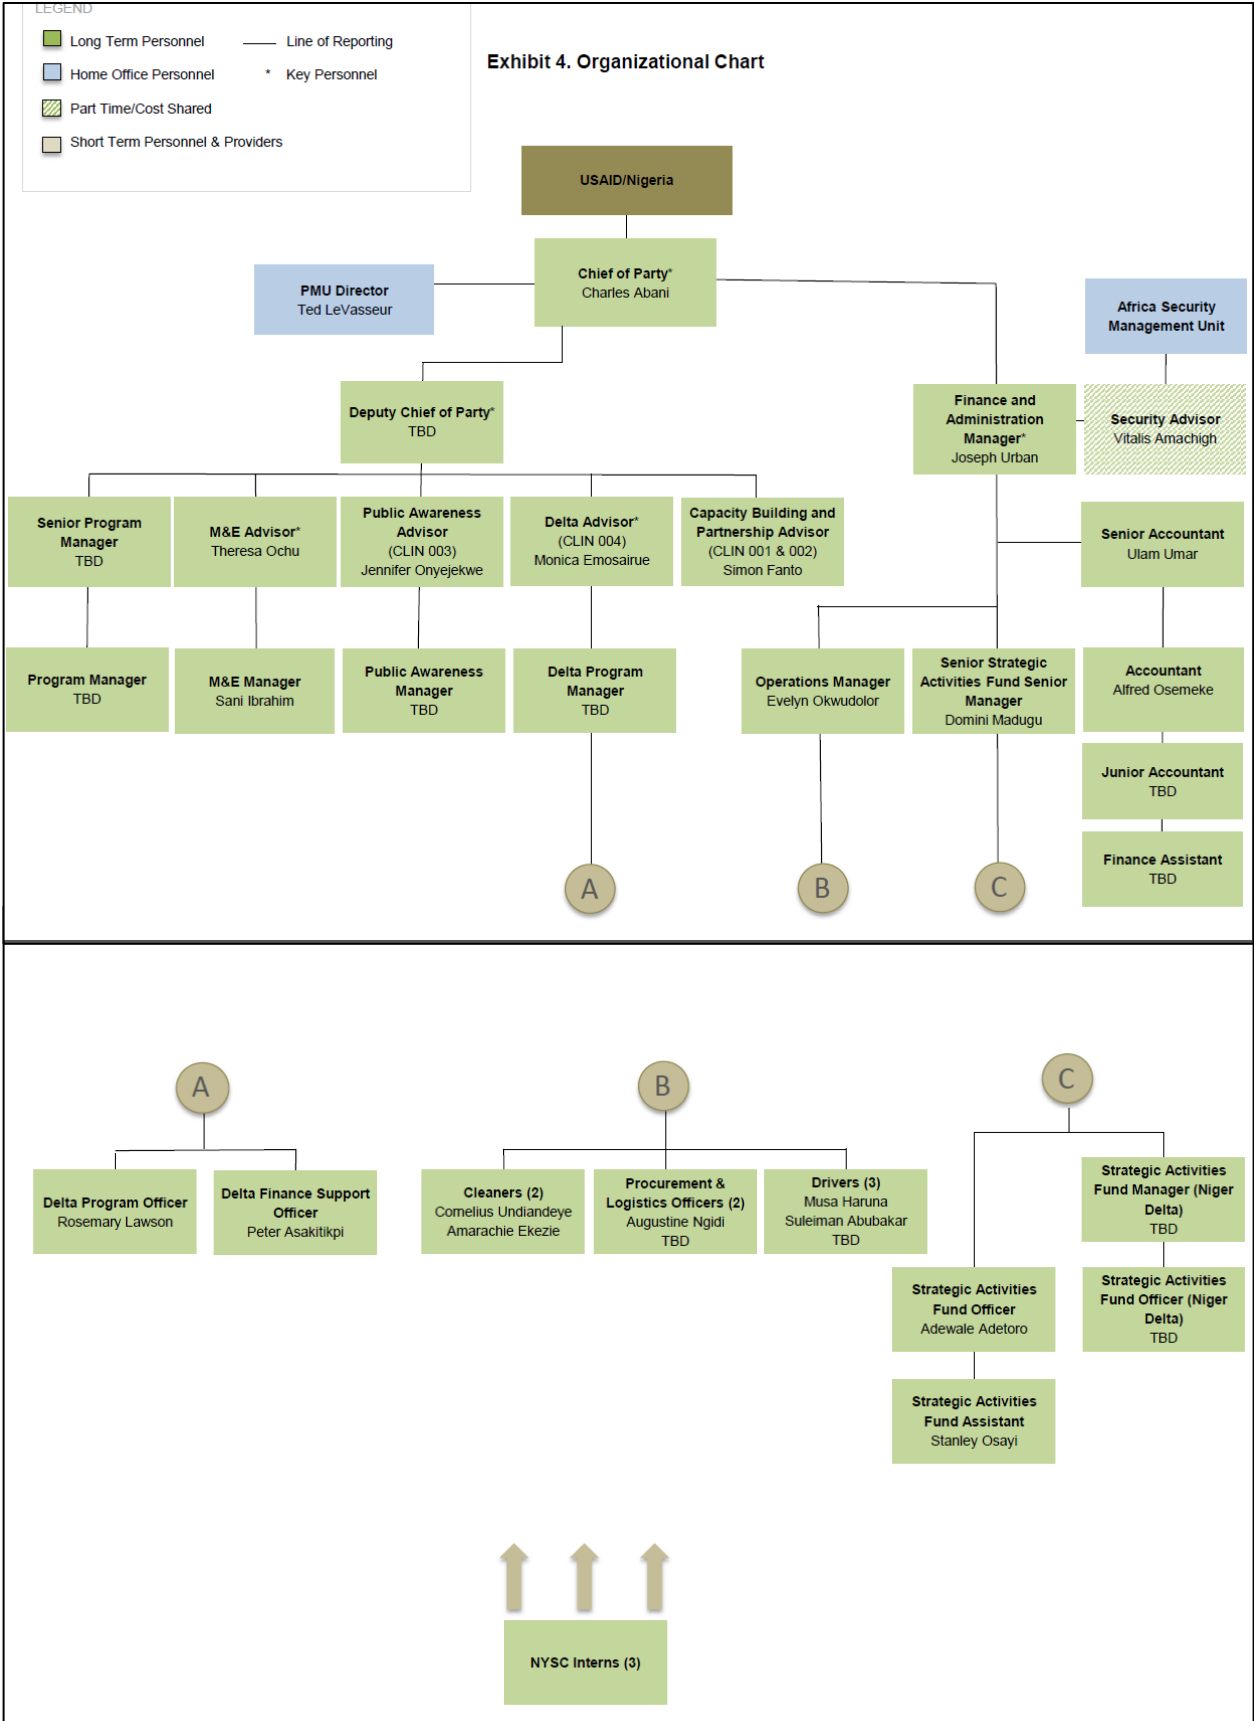 LEGEND
Long Term Personnel
Line of Reporting
Home Office Personnel
* Key Personnel
Part Time/Cost Shared
Short Term Personnel & Providers
Exhibit 4. Organizational Chart
USAID/Nigeria
Chief of Party*
Charles Abani
PMU Director
Ted LeVasseur
Africa Security
Management Unit
Deputy Chief of Party*
TBD
Finance and
Administration
Manager*
Joseph Urban
Security Advisor
Vitalis Amachigh
Senior Program
Manager
TBD
M&E Advisor*
Theresa Ochu
Public Awareness
Advisor
(CLIN 003)
Jennifer Onyejekwe
Delta Advisor*
(CLIN 004)
Monica Emosairue
Capacity Building and
Partnership Advisor
(CLIN 001 & 002)
Simon Fanto
Senior Accountant
Ulam Umar
Program Manager
TBD
M&E Manager
Sani Ibrahim
Public Awareness
Manager
TBD
Delta Program
Manager
TBD
Operations Manager
Evelyn Okwudolor
Senior Strategic
Activities Fund Senior
Manager
Domini Madugu
Accountant
Alfred Osemeke
Junior Accountant
TBD
Finance Assistant
TBD
A
B
C
A
B
C
Delta Program Officer
Rosemary Lawson
Delta Finance Support
Officer
Peter Asakitikpi
Cleaners (2)
Cornelius Undiandeye
Amarachie Ekezie
Procurement &
Logistics Officers (2)
Augustine Ngidi
TBD
Drivers (3)
Musa Haruna
Suleiman Abubakar
TBD
Strategic Activities
Fund Manager (Niger
Delta)
TBD
Strategic Activities
Fund Officer
Adewale Adetoro
Strategic Activities
Fund Officer (Niger
Delta)
TBD
Strategic Activities
Fund Assistant
Stanley Osayi
NYSC Interns (3)